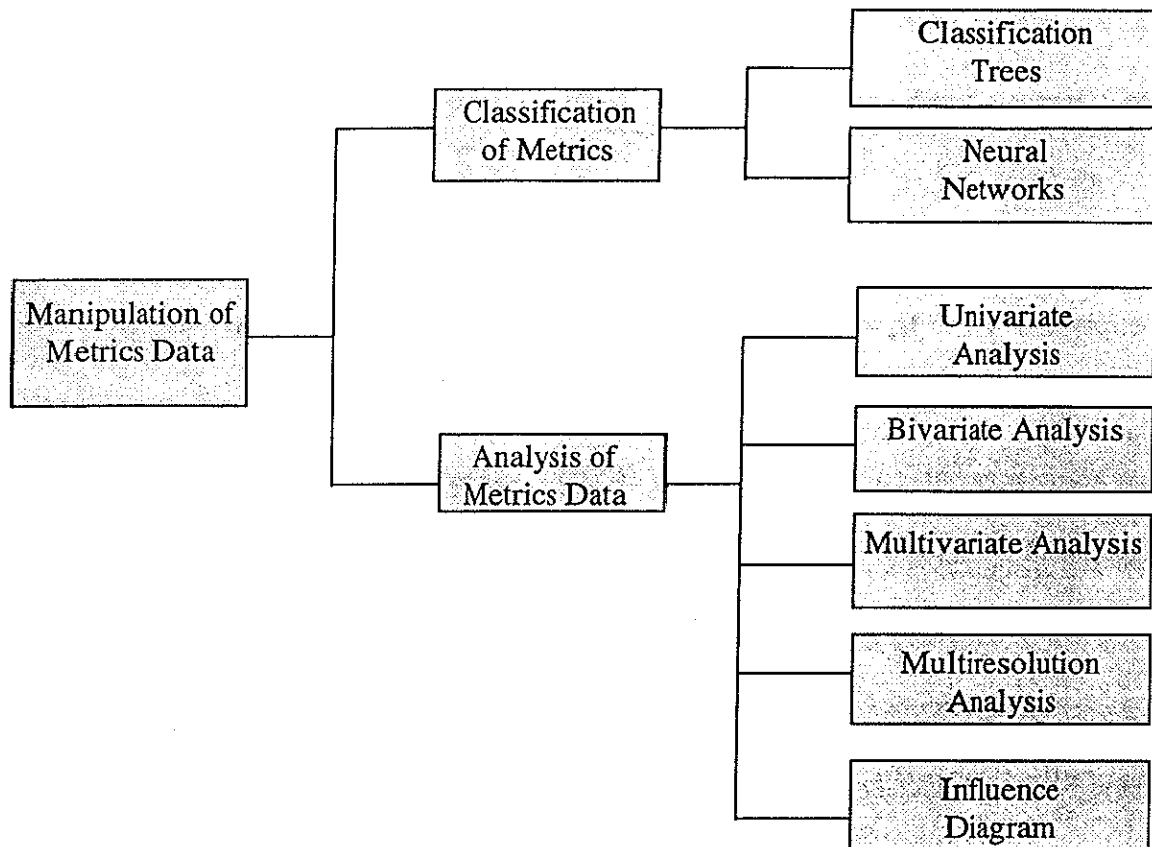 Classification
Trees
Classification
of Metrics
Neural
Networks
Manipulation of
Metrics Data
Univariate
Analysis
Bivariate Analysis
Analysis of
Metrics Data
Multivariate Analysis
Multiresolution
Analysis
Influence
Diagram